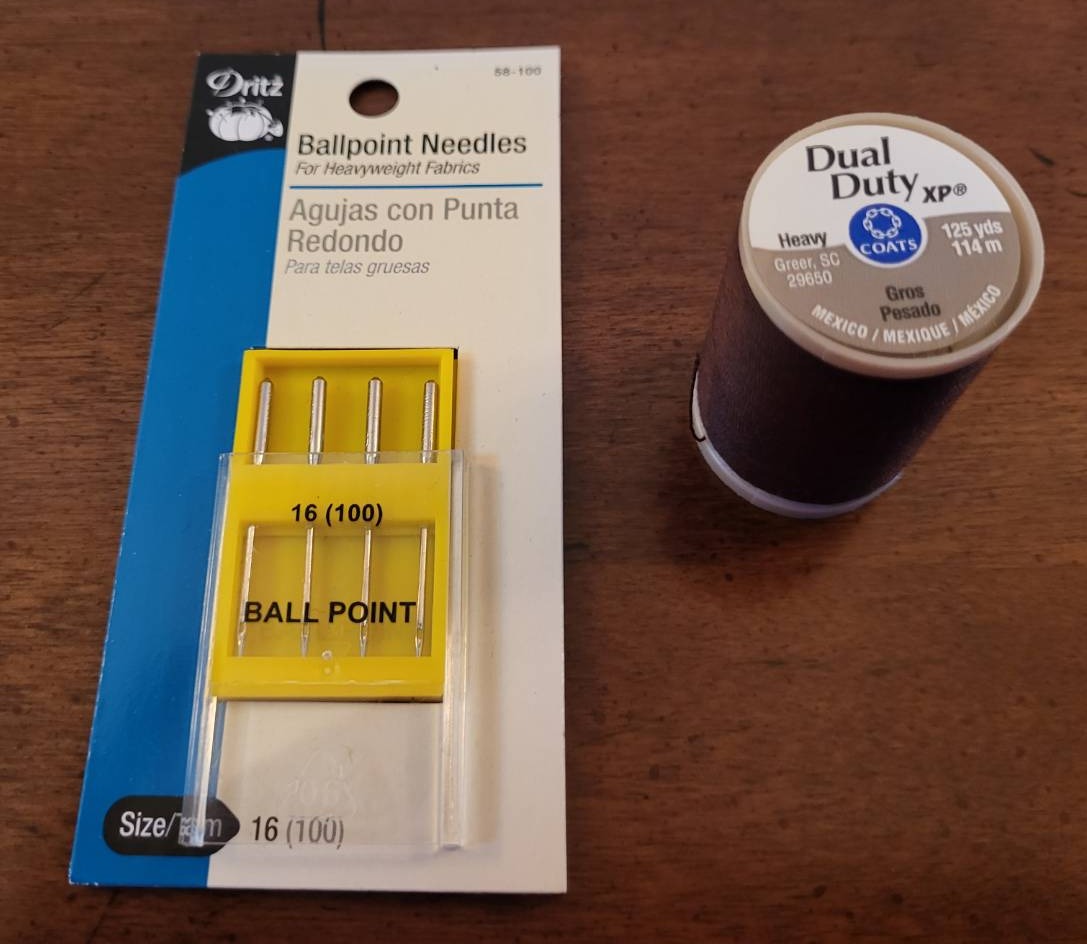 Dritz
58-100
Ballpoint Needles
For Heavyweight Fabrics
Agujas con Punta
Redondo
Para telas gruesas
16 (100)
BALL POINT
Size/
16 (100)
Dual
Duty XP®
Heavy
COATS
125 yds
114 m
Greer, SC
29650
Gros
Pesado
MEXICO / MEXIQUE / MÉXICO